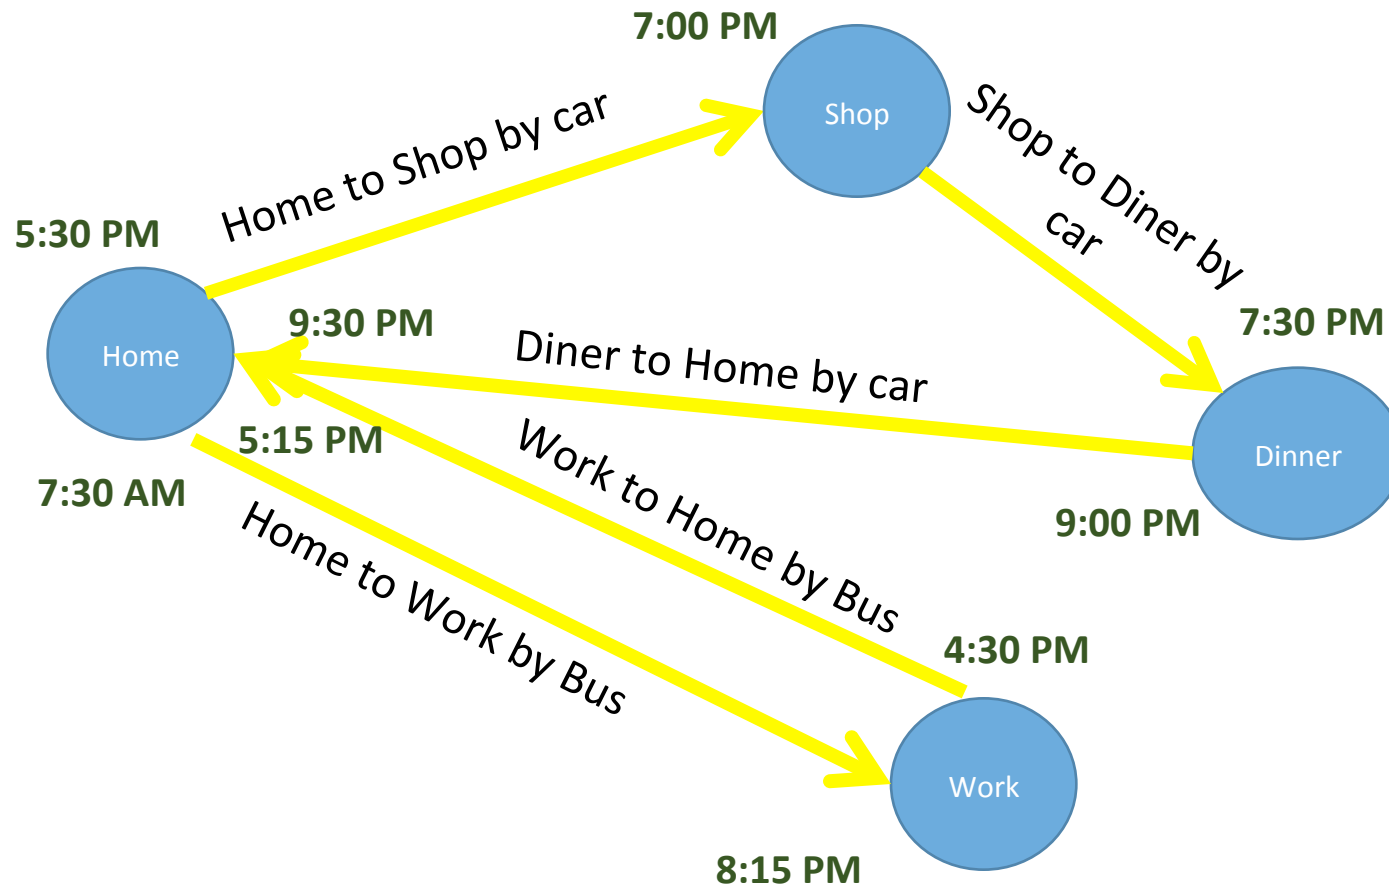 7:00 PM
Shop
Home to Shop by car
Shop to Diner by
car
5:30 PM
7:30 PM
9:30 PM
Home
Diner to Home by car
5:15 PM
Dinner
7:30 AM
Work to Home by Bus
9:00 PM
Home to Work by Bus
4:30 PM
Work
8:15 PM